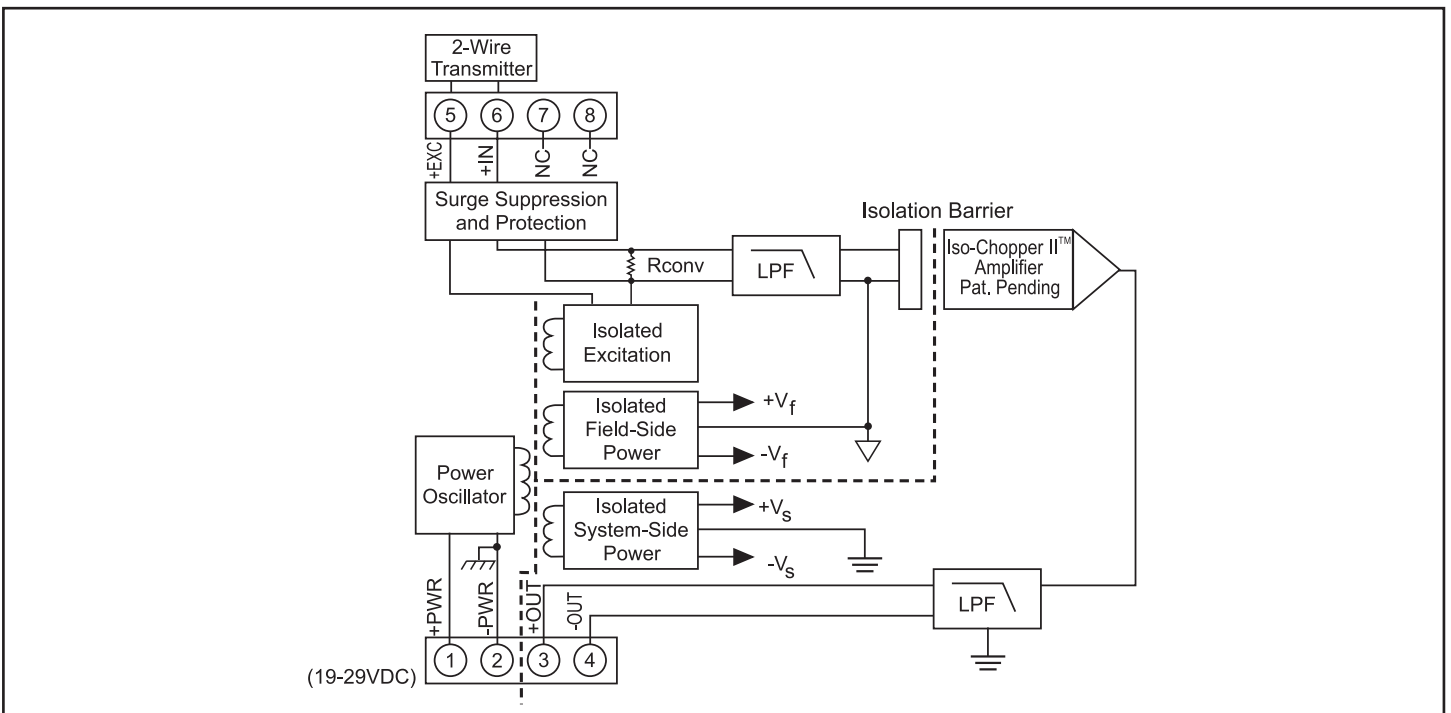 2-Wire
Transmitter
5 6 7 8
+EXC
+IN
NC
NC
Surge Suppression
and Protection
Isolation Barrier
Rconv
LPF
Iso-Chopper II™
Amplifier
Pat. Pending
Isolated
Excitation
Isolated
Field-Side
Power
+Vf
-Vf
Power
Oscillator
Isolated
System-Side
Power
+Vs
-Vs
+PWR
-PWR
+OUT
-OUT
LPF
(19-29VDC)
1 2 3 4